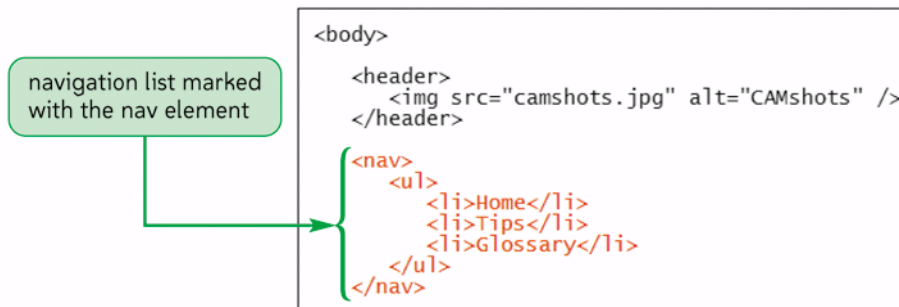 navigation list marked
with the nav element
<body>
<header>
<img src="camshots.jpg" alt="CAMshots" />
</header>
<nav>
<ul>
<li>Home</li>
<li>Tips</li>
<li>Glossary</li>
</ul>
</nav>